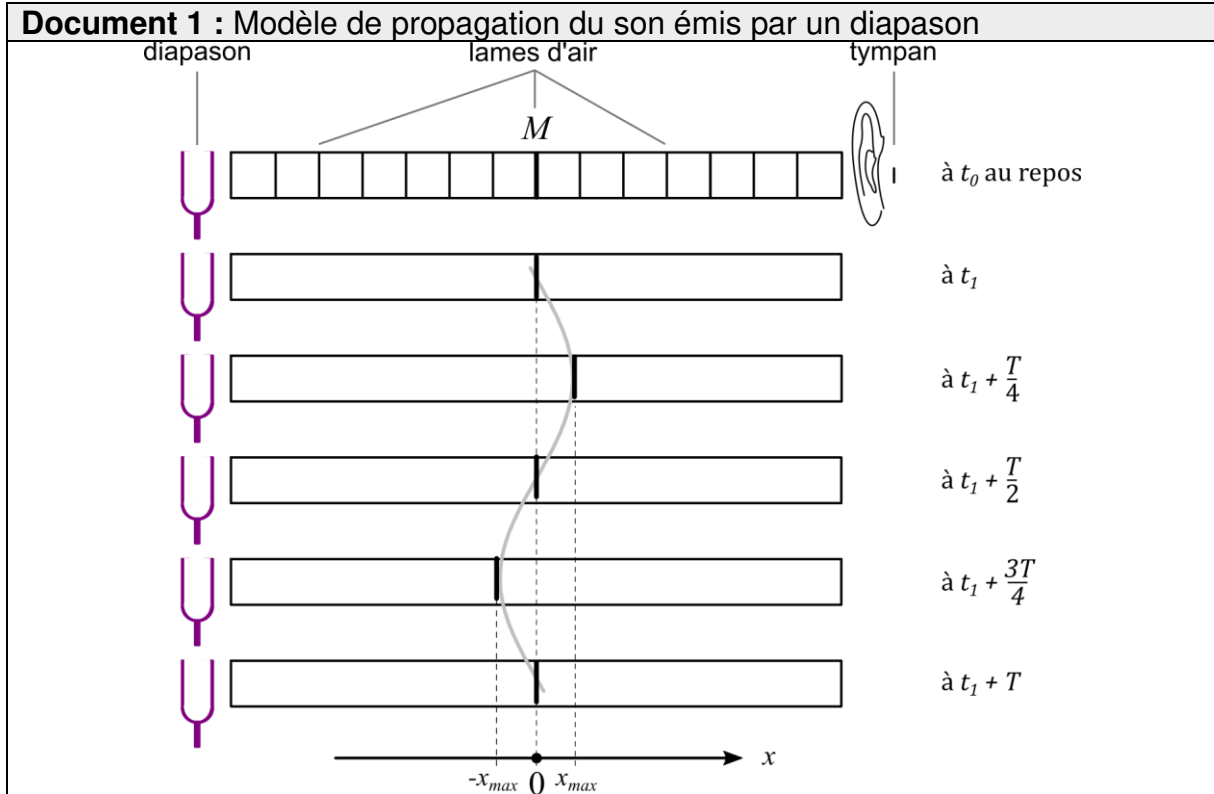 Document 1 : Modèle de propagation du son émis par un diapason
diapason lames d'air tympan
M
à t₀ au repos
à t₁
à t₁ + T/4
à t₁ + T/2
à t₁ + 3T/4
à t₁ + T
x
-xₘₐₓ 0 xₘₐₓ